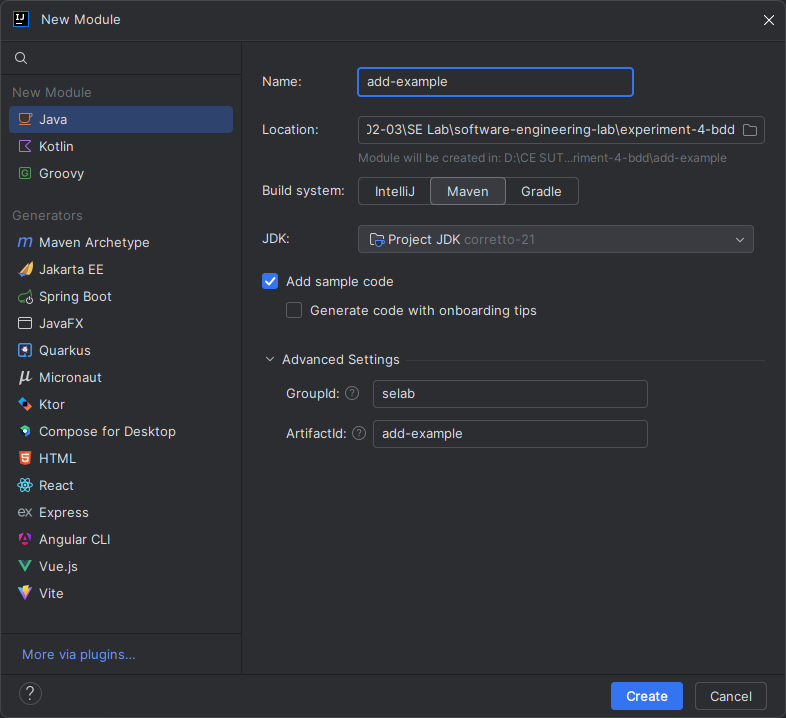 New Module
New Module
Java
Kotlin
Groovy
Generators
Maven Archetype
Jakarta EE
Spring Boot
JavaFX
Quarkus
Micronaut
Ktor
Compose for Desktop
HTML
React
ex Express
Angular CLI
Vue.js
Vite
More via plugins...
Name: add-example
Location: 02-03\SE Lab\software-engineering-lab\experiment-4-bdd
Module will be created in: D:\CE SUT...riment-4-bdd\add-example
Build system: IntelliJ Maven Gradle
JDK: Project JDK corretto-21
Add sample code
Generate code with onboarding tips
Advanced Settings
GroupId: ? selab
ArtifactId: ? add-example
? Create Cancel